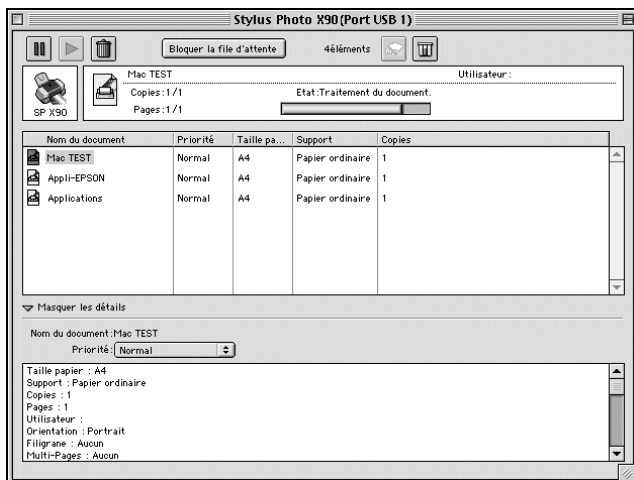 Stylus Photo X90(Port USB 1)
Bloquer la file d'attente
4éléments
SP X90
Mac TEST
Utilisateur :
Copies :1/1
Etat :Traitement du document.
Pages :1/1
Nom du document Priorité Taille pa... Support Copies
Mac TEST Normal A4 Papier ordinaire 1
Appli-EPSON Normal A4 Papier ordinaire 1
Applications Normal A4 Papier ordinaire 1
Masquer les détails
Nom du document :Mac TEST
Priorité : Normal
Taille papier : A4
Support : Papier ordinaire
Copies : 1
Pages : 1
Utilisateur :
Orientation : Portrait
Filigrane : Aucun
Multi-Pages : Aucun